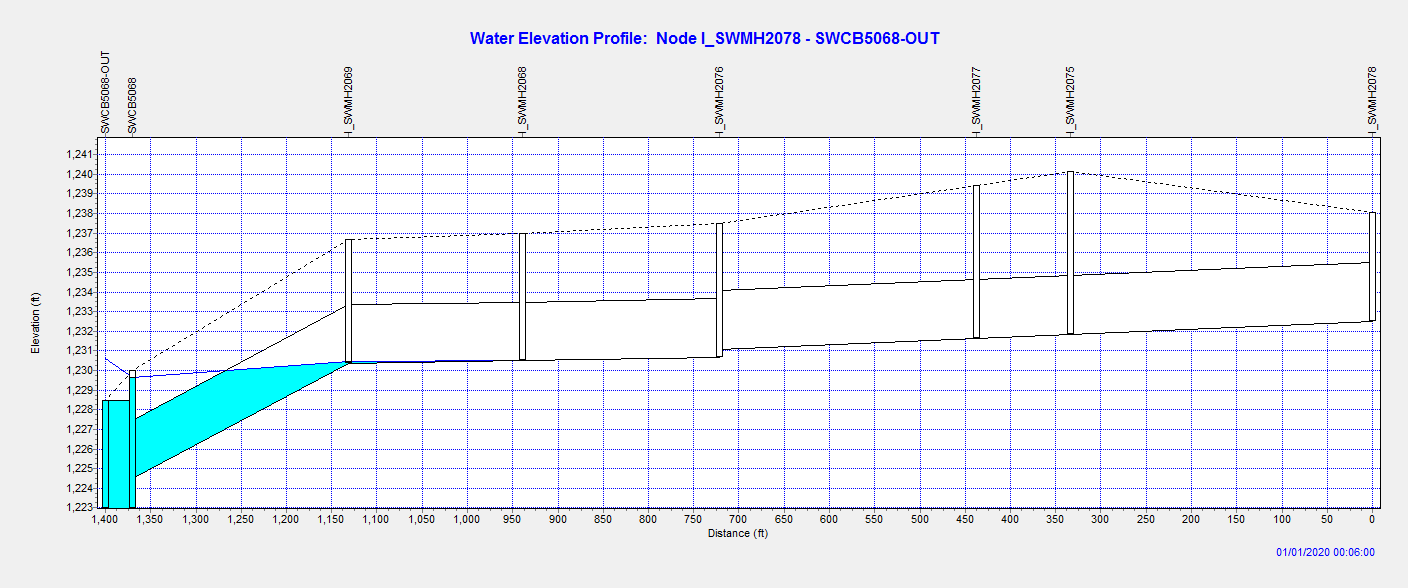 Water Elevation Profile:  Node I_SWMH2078 - SWCB5068-OUT
SWCB5068-OUT
SWCB5068
I_SWMH2069
I_SWMH2068
I_SWMH2076
I_SWMH2077
I_SWMH2075
I_SWMH2078
Elevation (ft)
1,241
1,240
1,239
1,238
1,237
1,236
1,235
1,234
1,233
1,232
1,231
1,230
1,229
1,228
1,227
1,226
1,225
1,224
1,223
1,400 1,350 1,300 1,250 1,200 1,150 1,100 1,050 1,000 950 900 850 800 750 700 650 600 550 500 450 400 350 300 250 200 150 100 50 0
Distance (ft)
01/01/2020 00:06:00